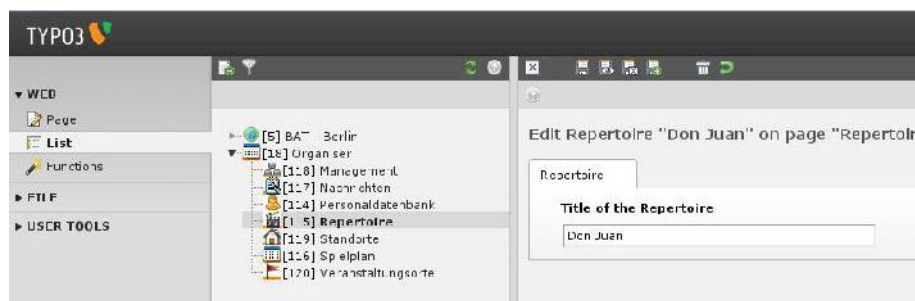 TYPO3
WEB
Page
List
Functions
FILE
USER TOOLS
[5] BAT Berlin
[18] Organiser
[118] Management
[117] Nachrichten
[114] Personaldatenbank
[115] Repertoire
[119] Standorte
[116] Spielplan
[120] Veranstaltungsorte
Edit Repertoire "Don Juan" on page "Repertoir
Repertoire
Title of the Repertoire
Don Juan